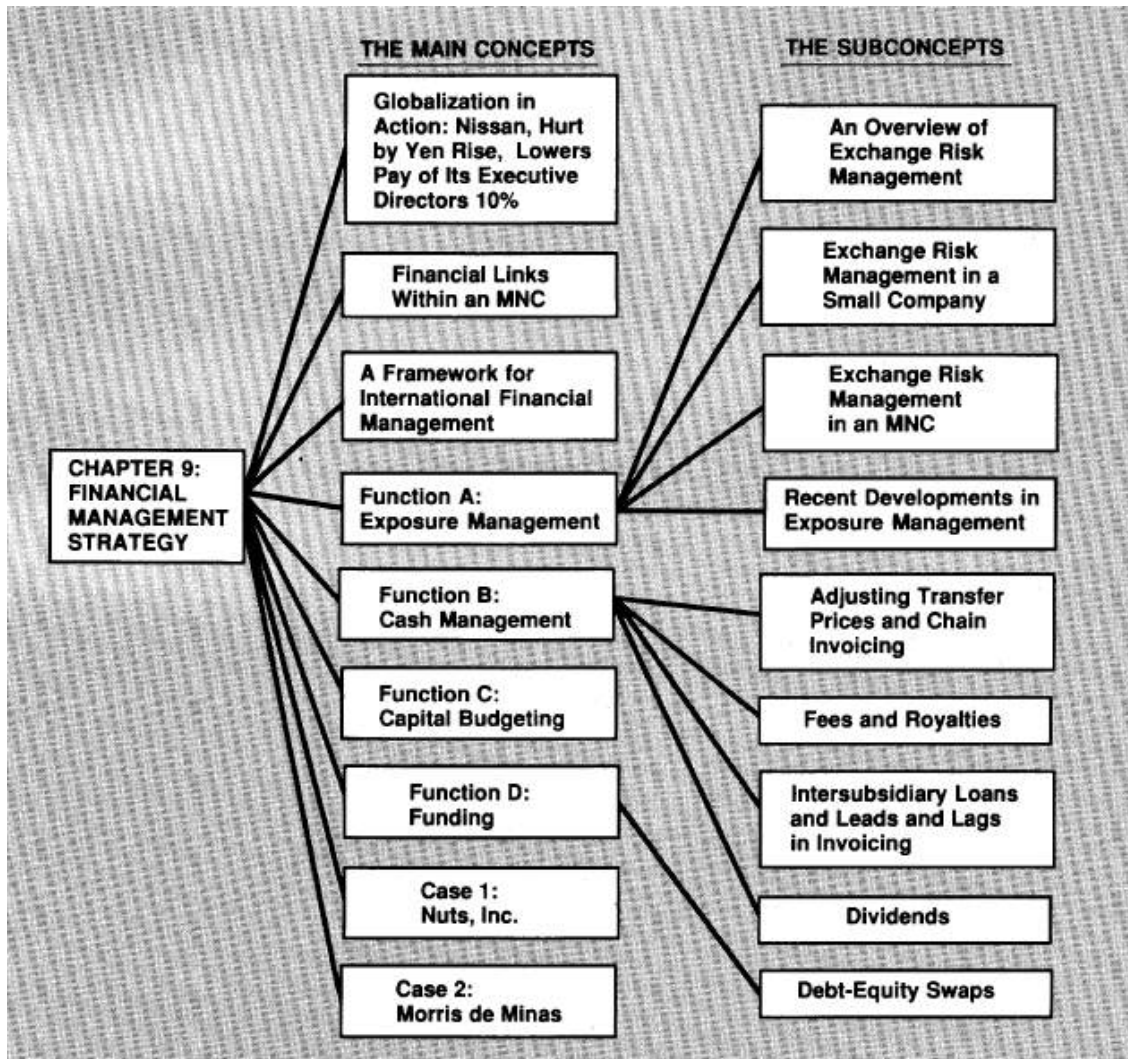 THE MAIN CONCEPTS
THE SUBCONCEPTS
CHAPTER 9:
FINANCIAL
MANAGEMENT
STRATEGY
Globalization in
Action: Nissan, Hurt
by Yen Rise, Lowers
Pay of Its Executive
Directors 10%
Financial Links
Within an MNC
A Framework for
International Financial
Management
Function A:
Exposure Management
Function B:
Cash Management
Function C:
Capital Budgeting
Function D:
Funding
Case 1:
Nuts, Inc.
Case 2:
Morris de Minas
An Overview of
Exchange Risk
Management
Exchange Risk
Management in a
Small Company
Exchange Risk
Management
in an MNC
Recent Developments in
Exposure Management
Adjusting Transfer
Prices and Chain
Invoicing
Fees and Royalties
Intersubsidiary Loans
and Leads and Lags
in Invoicing
Dividends
Debt-Equity Swaps